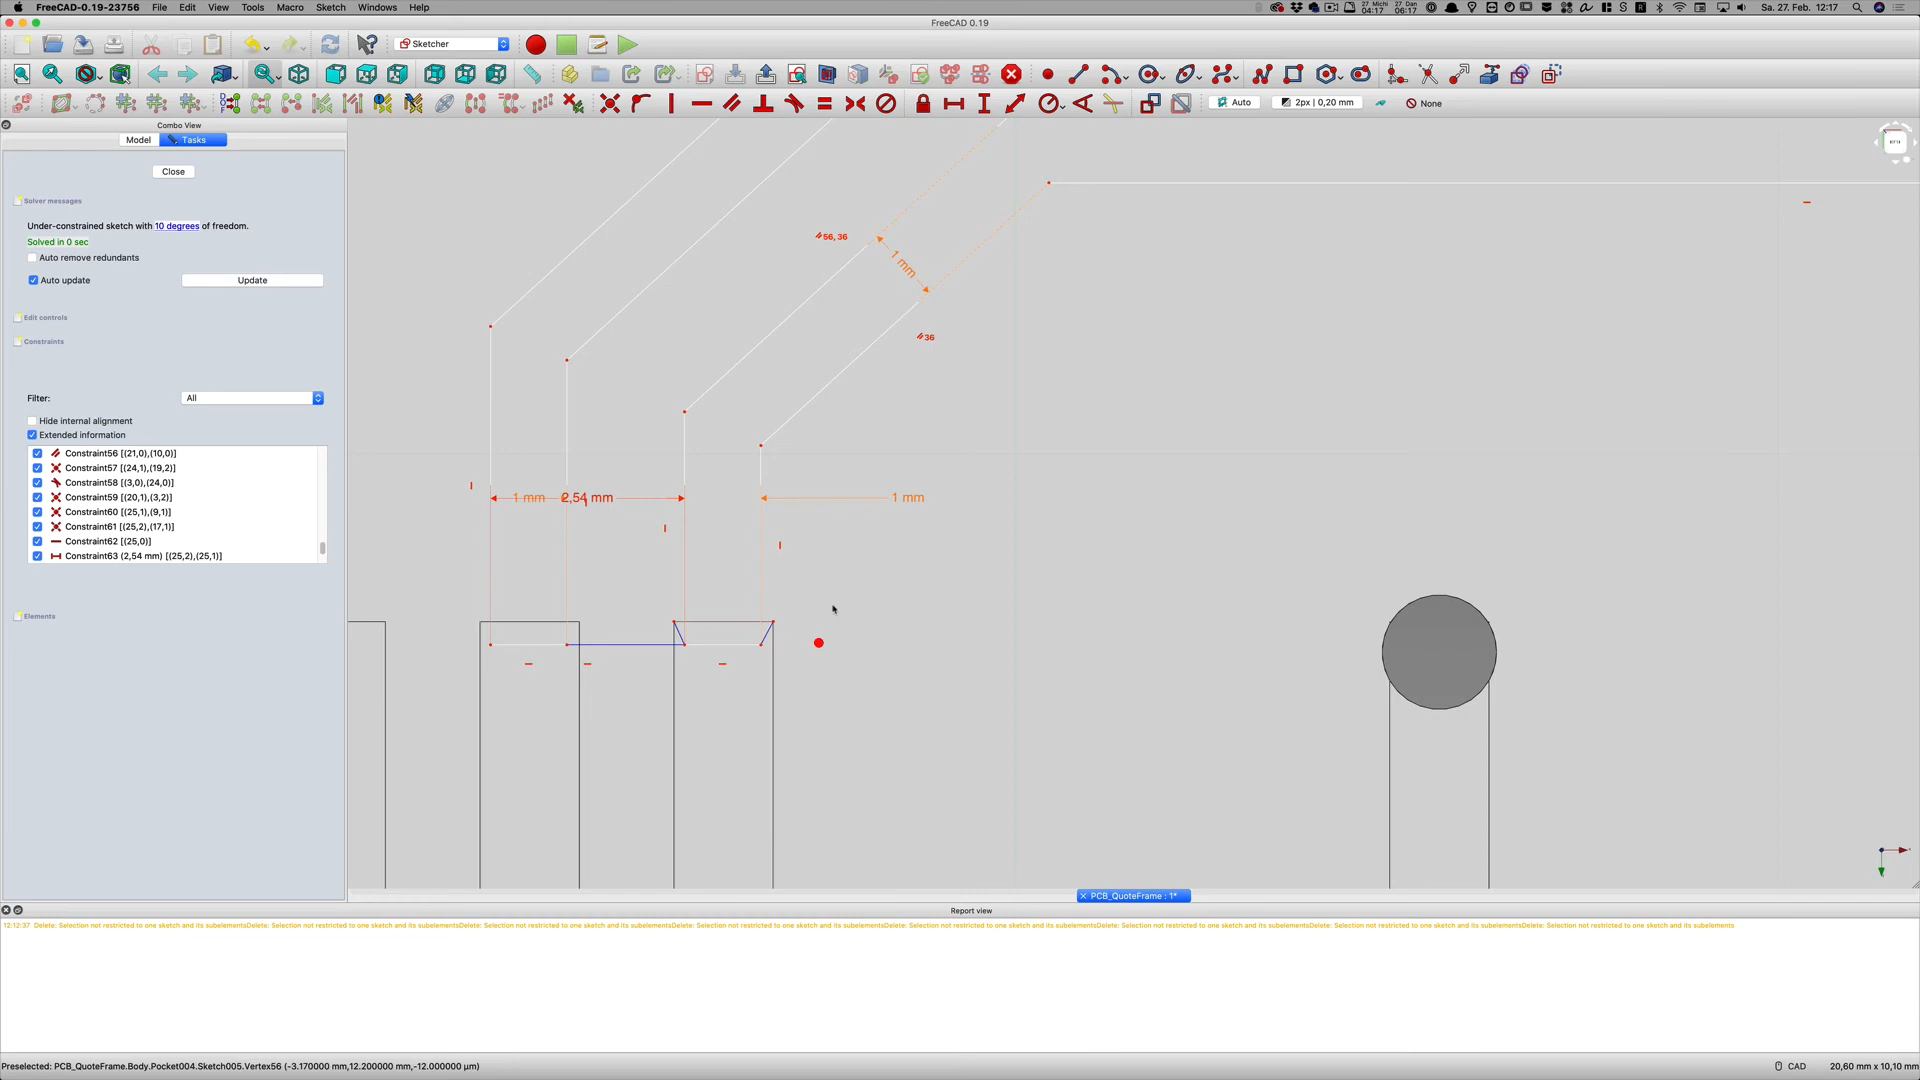 FreeCAD-0.19-23756 File Edit View Tools Macro Sketch Windows Help
27 Michi 04:17 27 Dan 06:17 Sa. 27. Feb. 12:17
FreeCAD 0.19
Sketcher
Auto 2px | 0,20 mm None
Combo View
Model Tasks
Close
Solver messages
Under-constrained sketch with 10 degrees of freedom.
Solved in 0 sec
Auto remove redundants
Auto update Update
Edit controls
Constraints
Filter: All
Hide internal alignment
Extended information
Constraint56 [(21,0),(10,0)]
Constraint57 [(24,1),(19,2)]
Constraint58 [(3,0),(24,0)]
Constraint59 [(20,1),(3,2)]
Constraint60 [(25,1),(9,1)]
Constraint61 [(25,2),(17,1)]
Constraint62 [(25,0)]
Constraint63 (2,54 mm) [(25,2),(25,1)]
Elements
56, 36
1 mm
36
1 mm 2,54 mm 1 mm
PCB_QuoteFrame : 1*
Report view
12:12:37 Delete: Selection not restricted to one sketch and its subelementsDelete: Selection not restricted to one sketch and its subelementsDelete: Selection not restricted to one sketch and its subelementsDelete: Selection not restricted to one sketch and its subelementsDelete: Selection not restricted to one sketch and its subelementsDelete: Selection not restricted to one sketch and its subelementsDelete: Selection not restricted to one sketch and its subelementsDelete: Selection not restricted to one sketch and its subelements
Preselected: PCB_QuoteFrame.Body.Pocket004.Sketch005.Vertex56 (-3.170000 mm,12.200000 mm,-12.000000 µm) CAD 20,60 mm x 10,10 mm